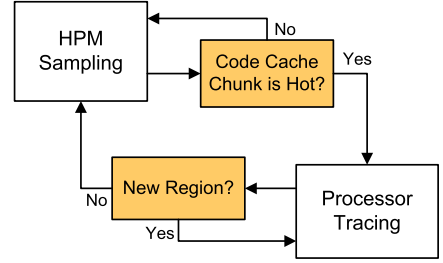 HPM
Sampling
No
Code Cache
Chunk is Hot?
Yes
New Region?
No
Yes
Processor
Tracing